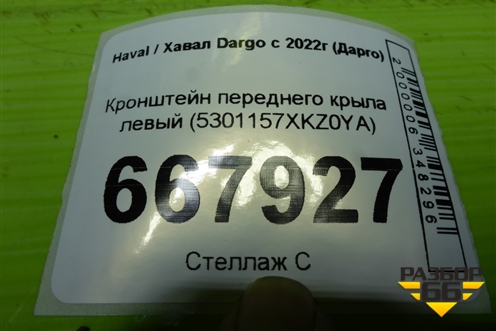 Haval / Хавал Dargo с 2022г (Дарго)
Кронштейн переднего крыла
левый (5301157XKZ0YA)
667927
Стеллаж С
2000006348296
РАЗБОР
66